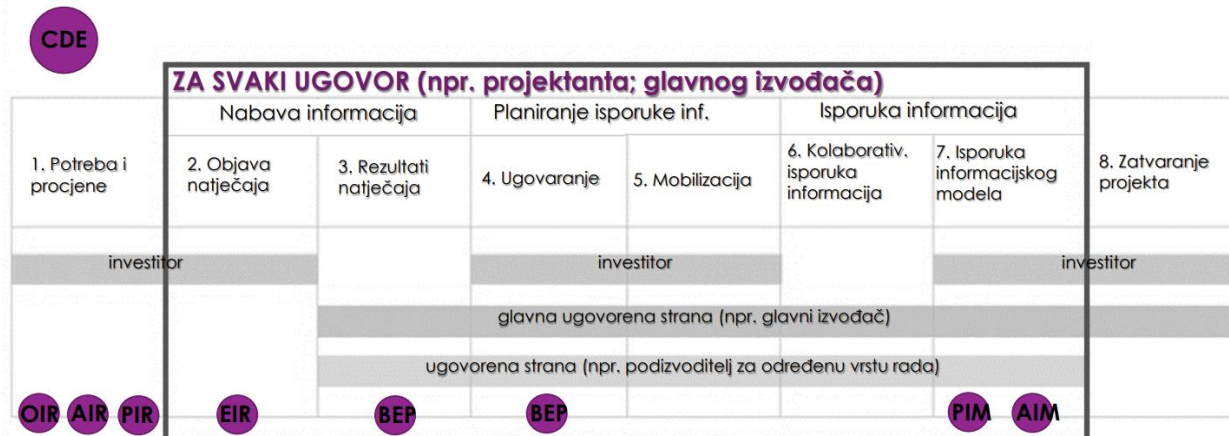 CDE
ZA SVAKI UGOVOR (npr. projektanta; glavnog izvođača)
Nabava informacija
Planiranje isporuke inf.
Isporuka informacija
1. Potreba i
procjene
2. Objava
natječaja
3. Rezultati
natječaja
4. Ugovaranje
5. Mobilizacija
6. Kolaborativ.
isporuka
informacija
7. Isporuka
informacijskog
modela
8. Zatvaranje
projekta
investitor
investitor
investitor
glavna ugovorena strana (npr. glavni izvođač)
ugovorena strana (npr. podizvoditelj za određenu vrstu rada)
OIR
AIR
PIR
EIR
BEP
BEP
PIM
AIM